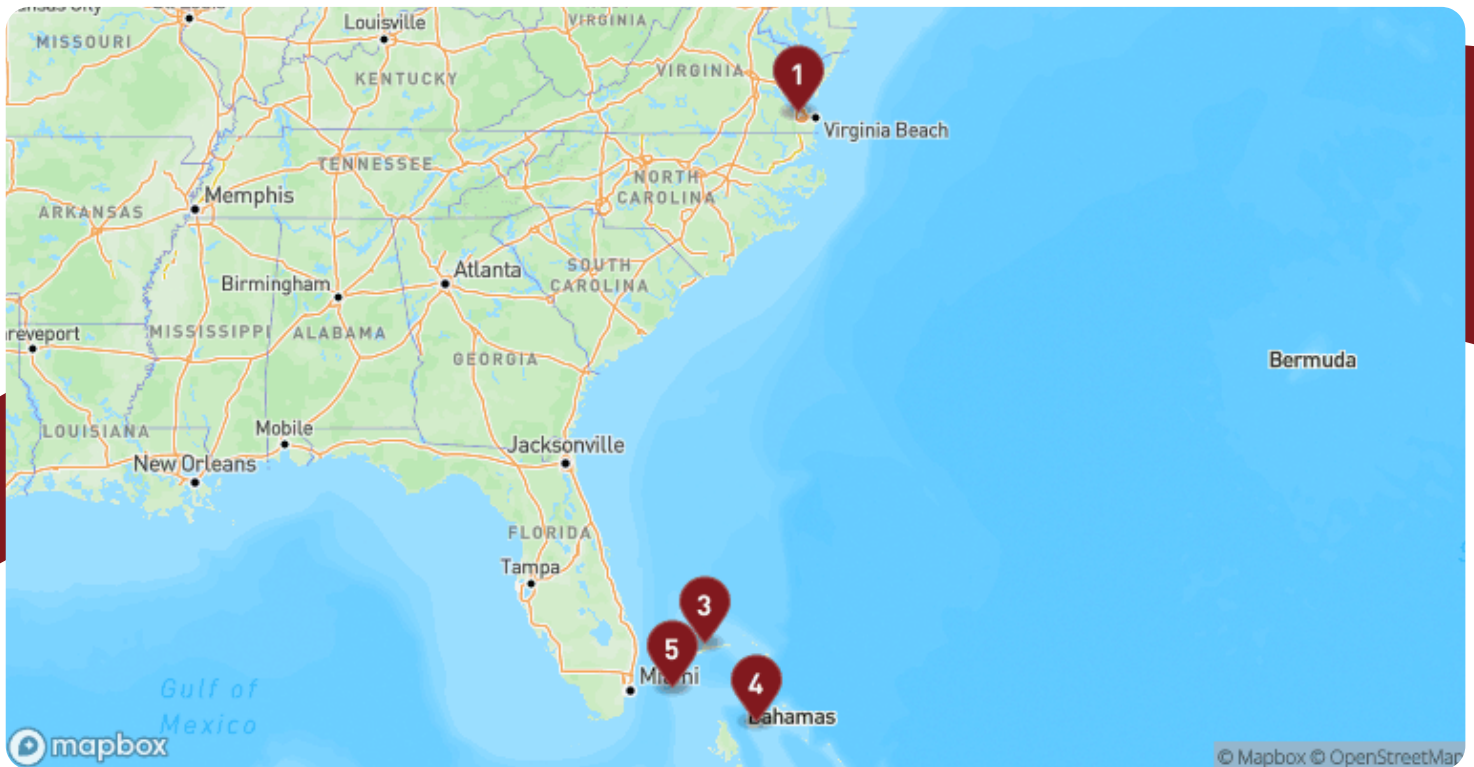 Louisville
VIRGINIA
MISSOURI
KENTUCKY
VIRGINIA
1
Virginia Beach
TENNESSEE
NORTH
CAROLINA
Memphis
ARKANSAS
Atlanta
SOUTH
CAROLINA
Birmingham
reveport
MISSISSIPPI
ALABAMA
GEORGIA
Bermuda
LOUISIANA
Mobile
Jacksonville
New Orleans
FLORIDA
Tampa
3
5
Miami
4
Bahamas
Gulf of
Mexico
mapbox
© Mapbox © OpenStreetMap